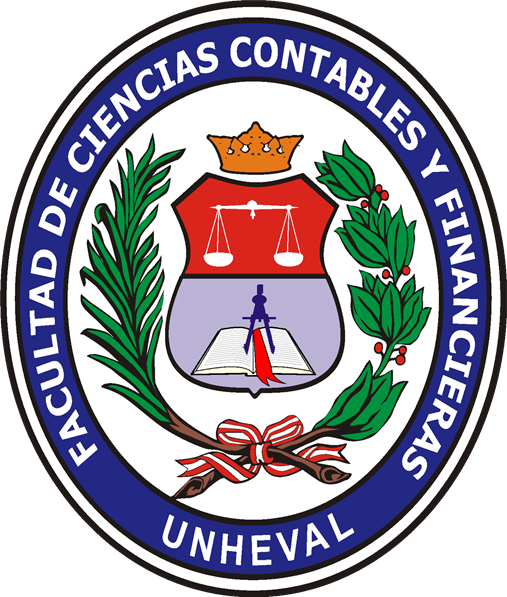 FACULTAD DE CIENCIAS CONTABLES Y FINANCIERAS
UNHEVAL